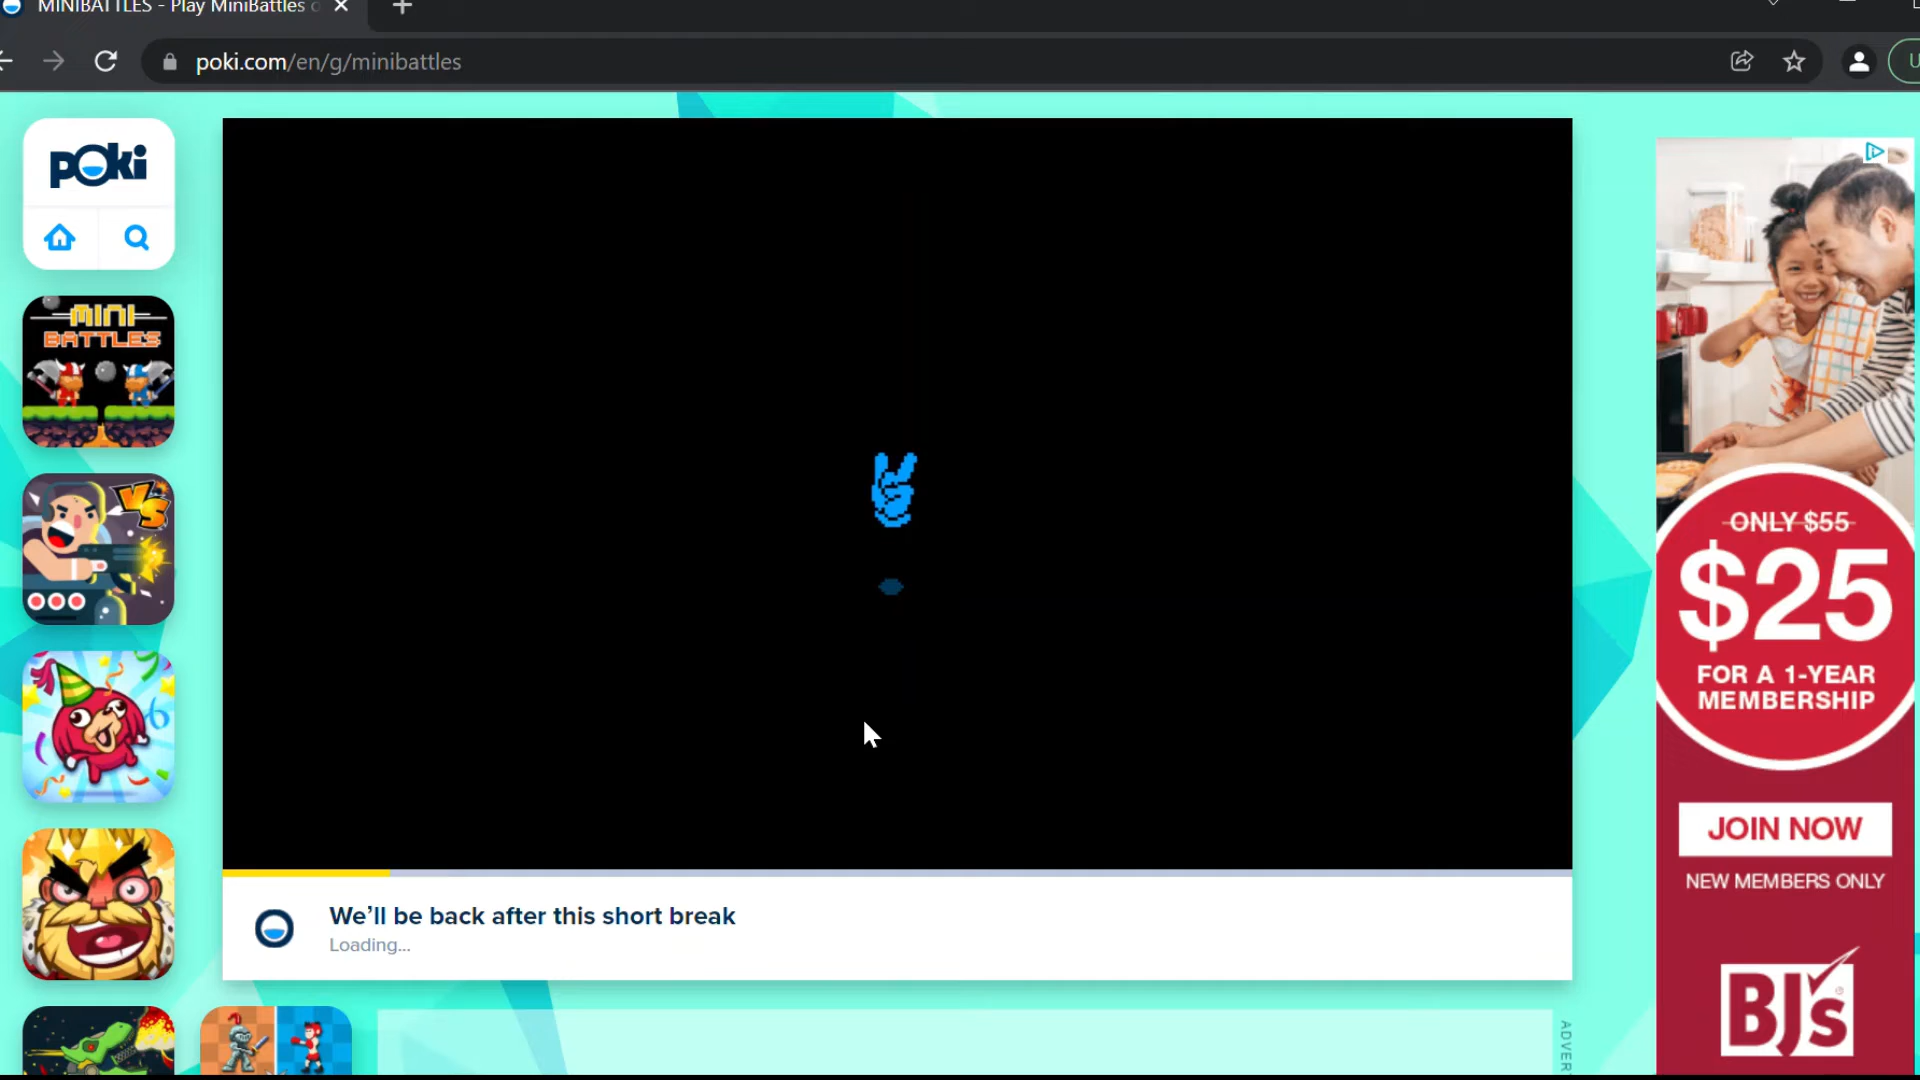 MINIBATTLES - Play MiniBattles
poki.com/en/g/minibattles
poki
MINI
BATTLES
VS
6
We'll be back after this short break
Loading...
ONLY $55
$25
FOR A 1-YEAR
MEMBERSHIP
JOIN NOW
NEW MEMBERS ONLY
BJ's